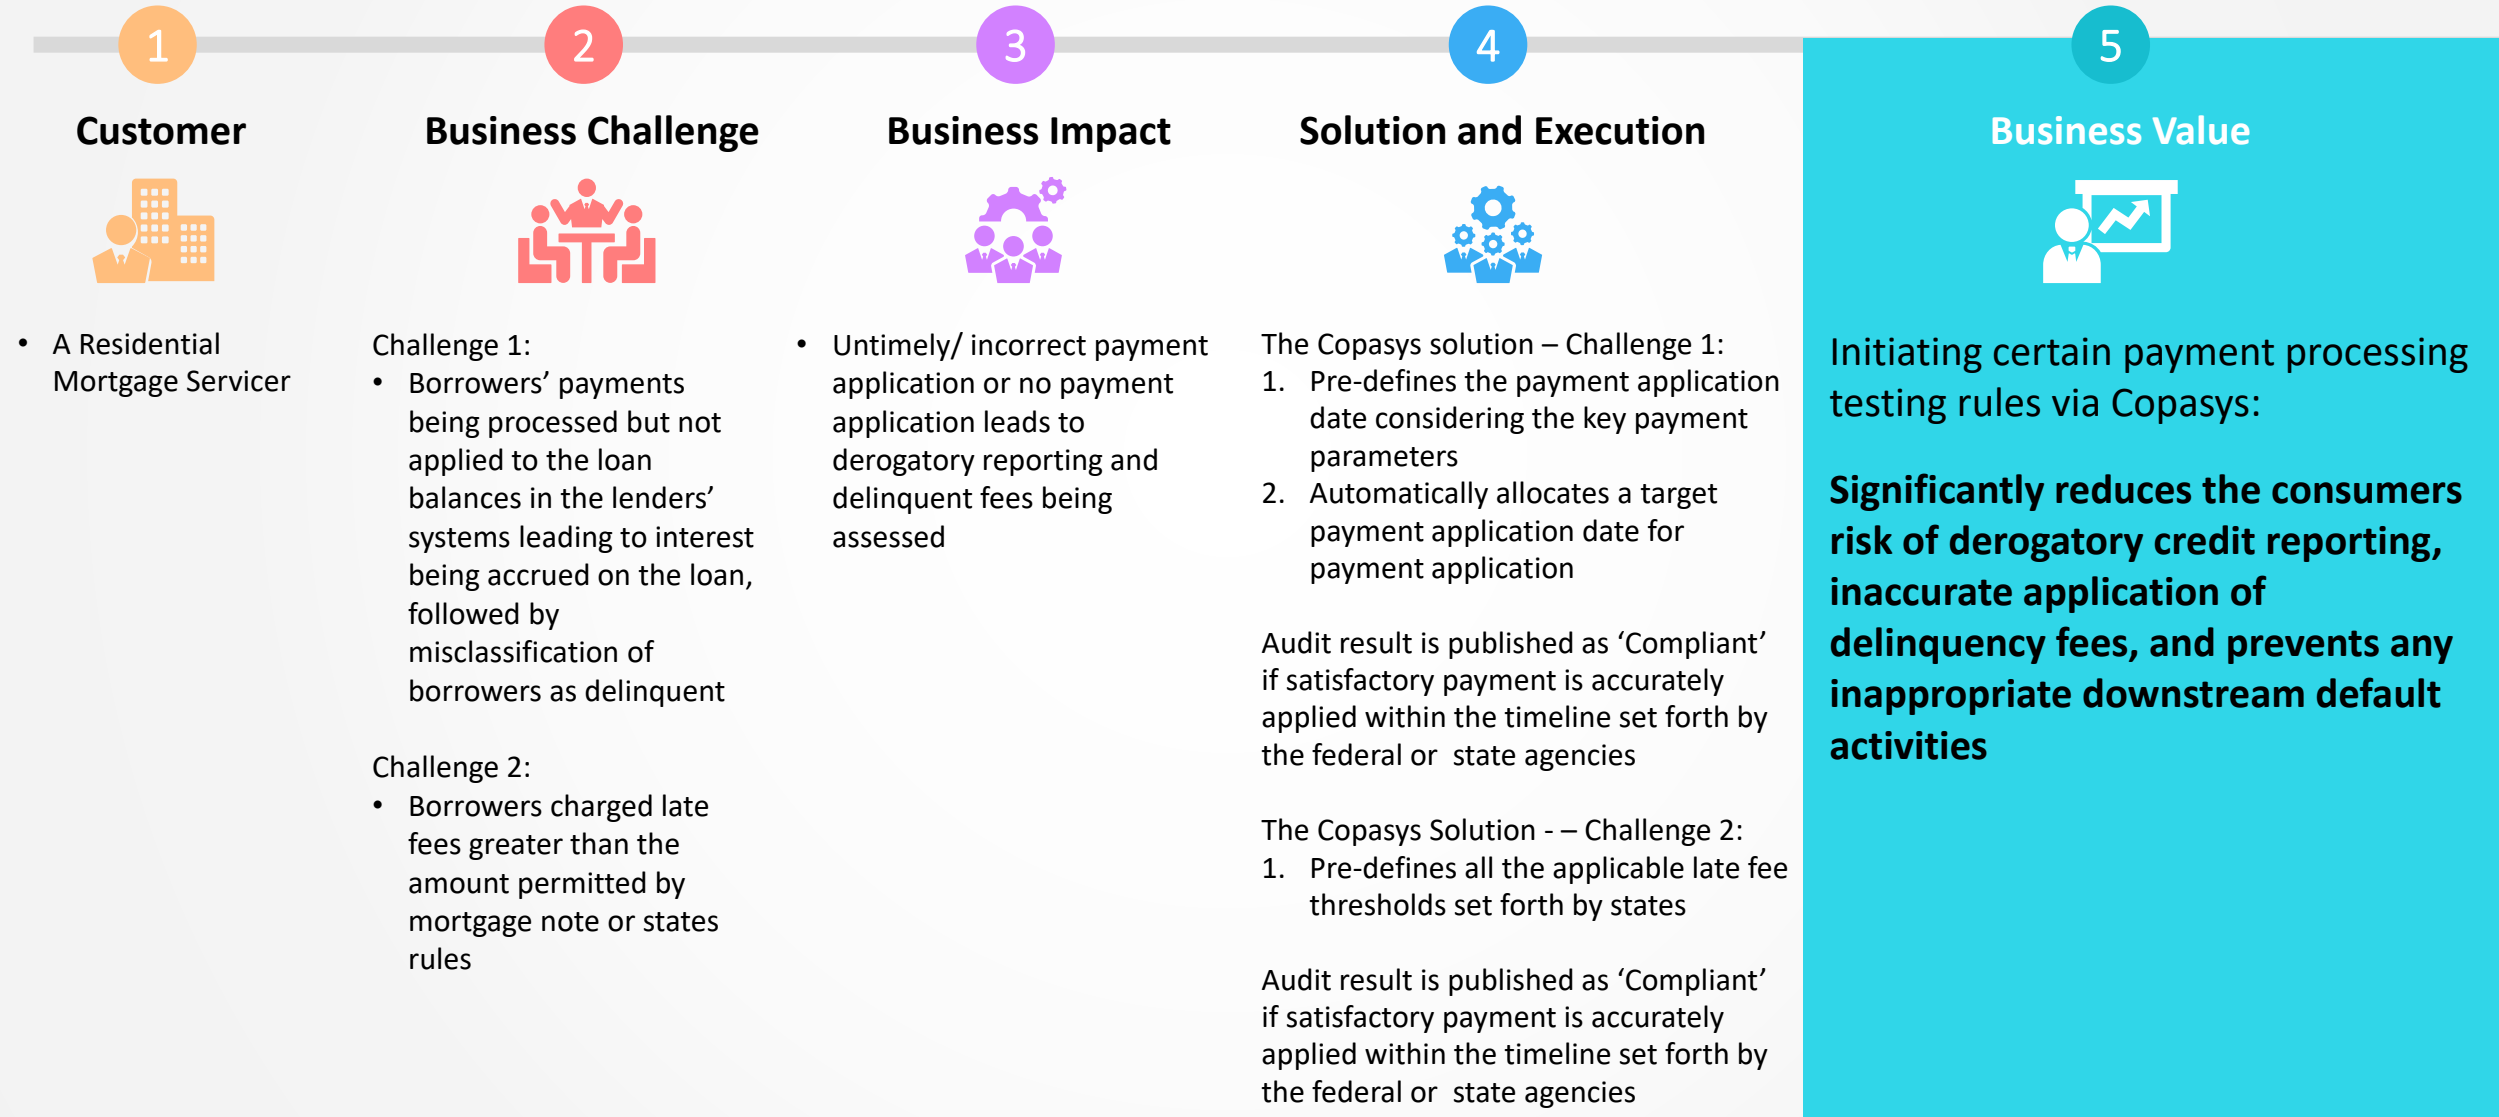 1
Customer
• A Residential
Mortgage Servicer
2
Business Challenge
Challenge 1:
• Borrowers’ payments
being processed but not
applied to the loan
balances in the lenders’
systems leading to interest
being accrued on the loan,
followed by
misclassification of
borrowers as delinquent
Challenge 2:
• Borrowers charged late
fees greater than the
amount permitted by
mortgage note or states
rules
3
Business Impact
• Untimely/ incorrect payment
application or no payment
application leads to
derogatory reporting and
delinquent fees being
assessed
4
Solution and Execution
The Copasys solution – Challenge 1:
1. Pre-defines the payment application
date considering the key payment
parameters
2. Automatically allocates a target
payment application date for
payment application
Audit result is published as ‘Compliant’
if satisfactory payment is accurately
applied within the timeline set forth by
the federal or  state agencies
The Copasys Solution - – Challenge 2:
1. Pre-defines all the applicable late fee
thresholds set forth by states
Audit result is published as ‘Compliant’
if satisfactory payment is accurately
applied within the timeline set forth by
the federal or  state agencies
5
Business Value
Initiating certain payment processing
testing rules via Copasys:
Significantly reduces the consumers
risk of derogatory credit reporting,
inaccurate application of
delinquency fees, and prevents any
inappropriate downstream default
activities